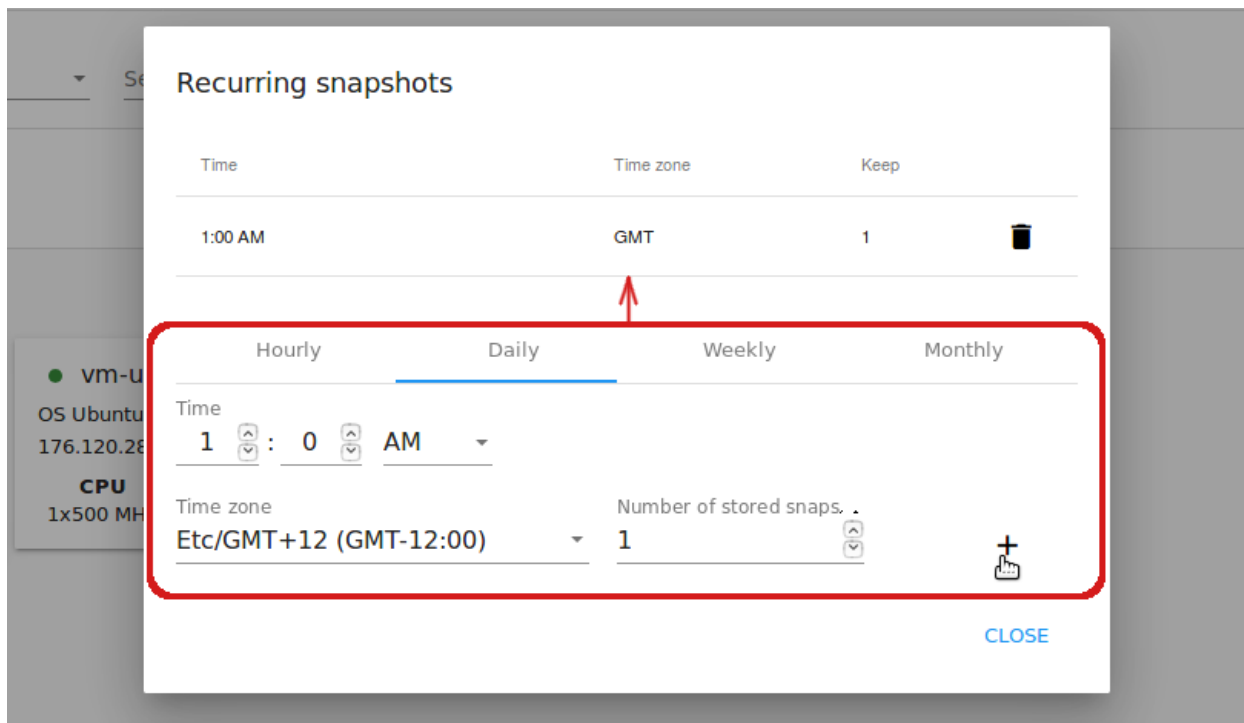 Se
Recurring snapshots
Time Time zone Keep
1:00 AM GMT 1
Hourly Daily Weekly Monthly
vm-u
OS Ubuntu
176.120.28
CPU
1x500 MH
Time
1 : 0 AM
Time zone Number of stored snaps
Etc/GMT+12 (GMT-12:00) 1 +
CLOSE